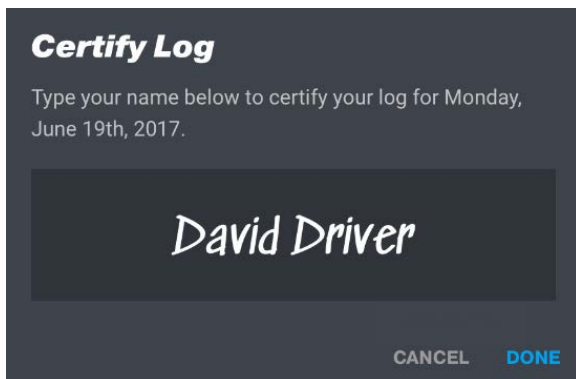 Certify Log
Type your name below to certify your log for Monday,
June 19th, 2017.
David Driver
CANCEL DONE